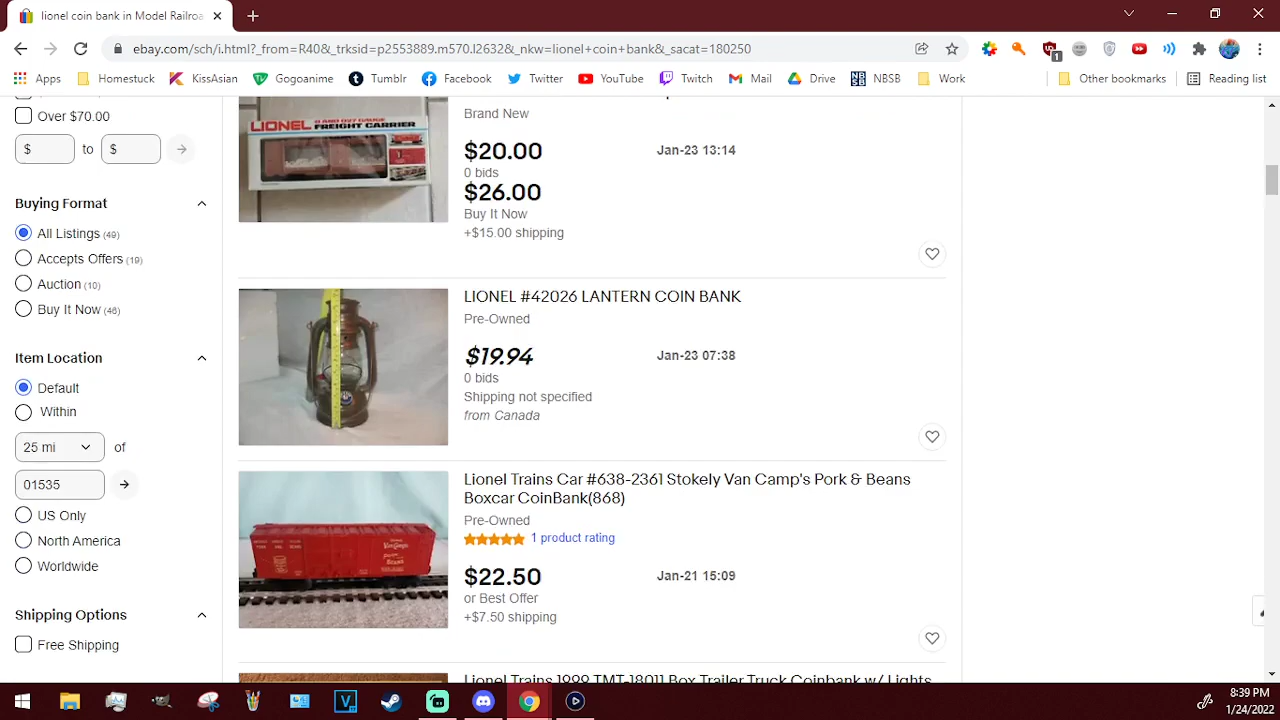 lionel coin bank in Model Railroa
ebay.com/sch/i.html?_from=R40&_trksid=p2553889.m570.l2632&_nkw=lionel+coin+bank&_sacat=180250
1
Apps Homestuck KissAsian Gogoanime Tumblr Facebook Twitter YouTube Twitch Mail Drive NBSB Work Other bookmarks Reading list
Over $70.00
$ to $
Buying Format
All Listings (49)
Accepts Offers (19)
Auction (10)
Buy It Now (46)
Item Location
Default
Within
25 mi of
01535
US Only
North America
Worldwide
Shipping Options
Free Shipping
LIONEL
FREIGHT CARRIER
Brand New
$20.00 Jan-23 13:14
0 bids
$26.00
Buy It Now
+$15.00 shipping
LIONEL #42026 LANTERN COIN BANK
Pre-Owned
$19.94 Jan-23 07:38
0 bids
Shipping not specified
from Canada
Lionel Trains Car #638-2361 Stokely Van Camp's Pork & Beans
Boxcar CoinBank(868)
Pre-Owned
1 product rating
$22.50 Jan-21 15:09
or Best Offer
+$7.50 shipping
8:39 PM
1/24/2022